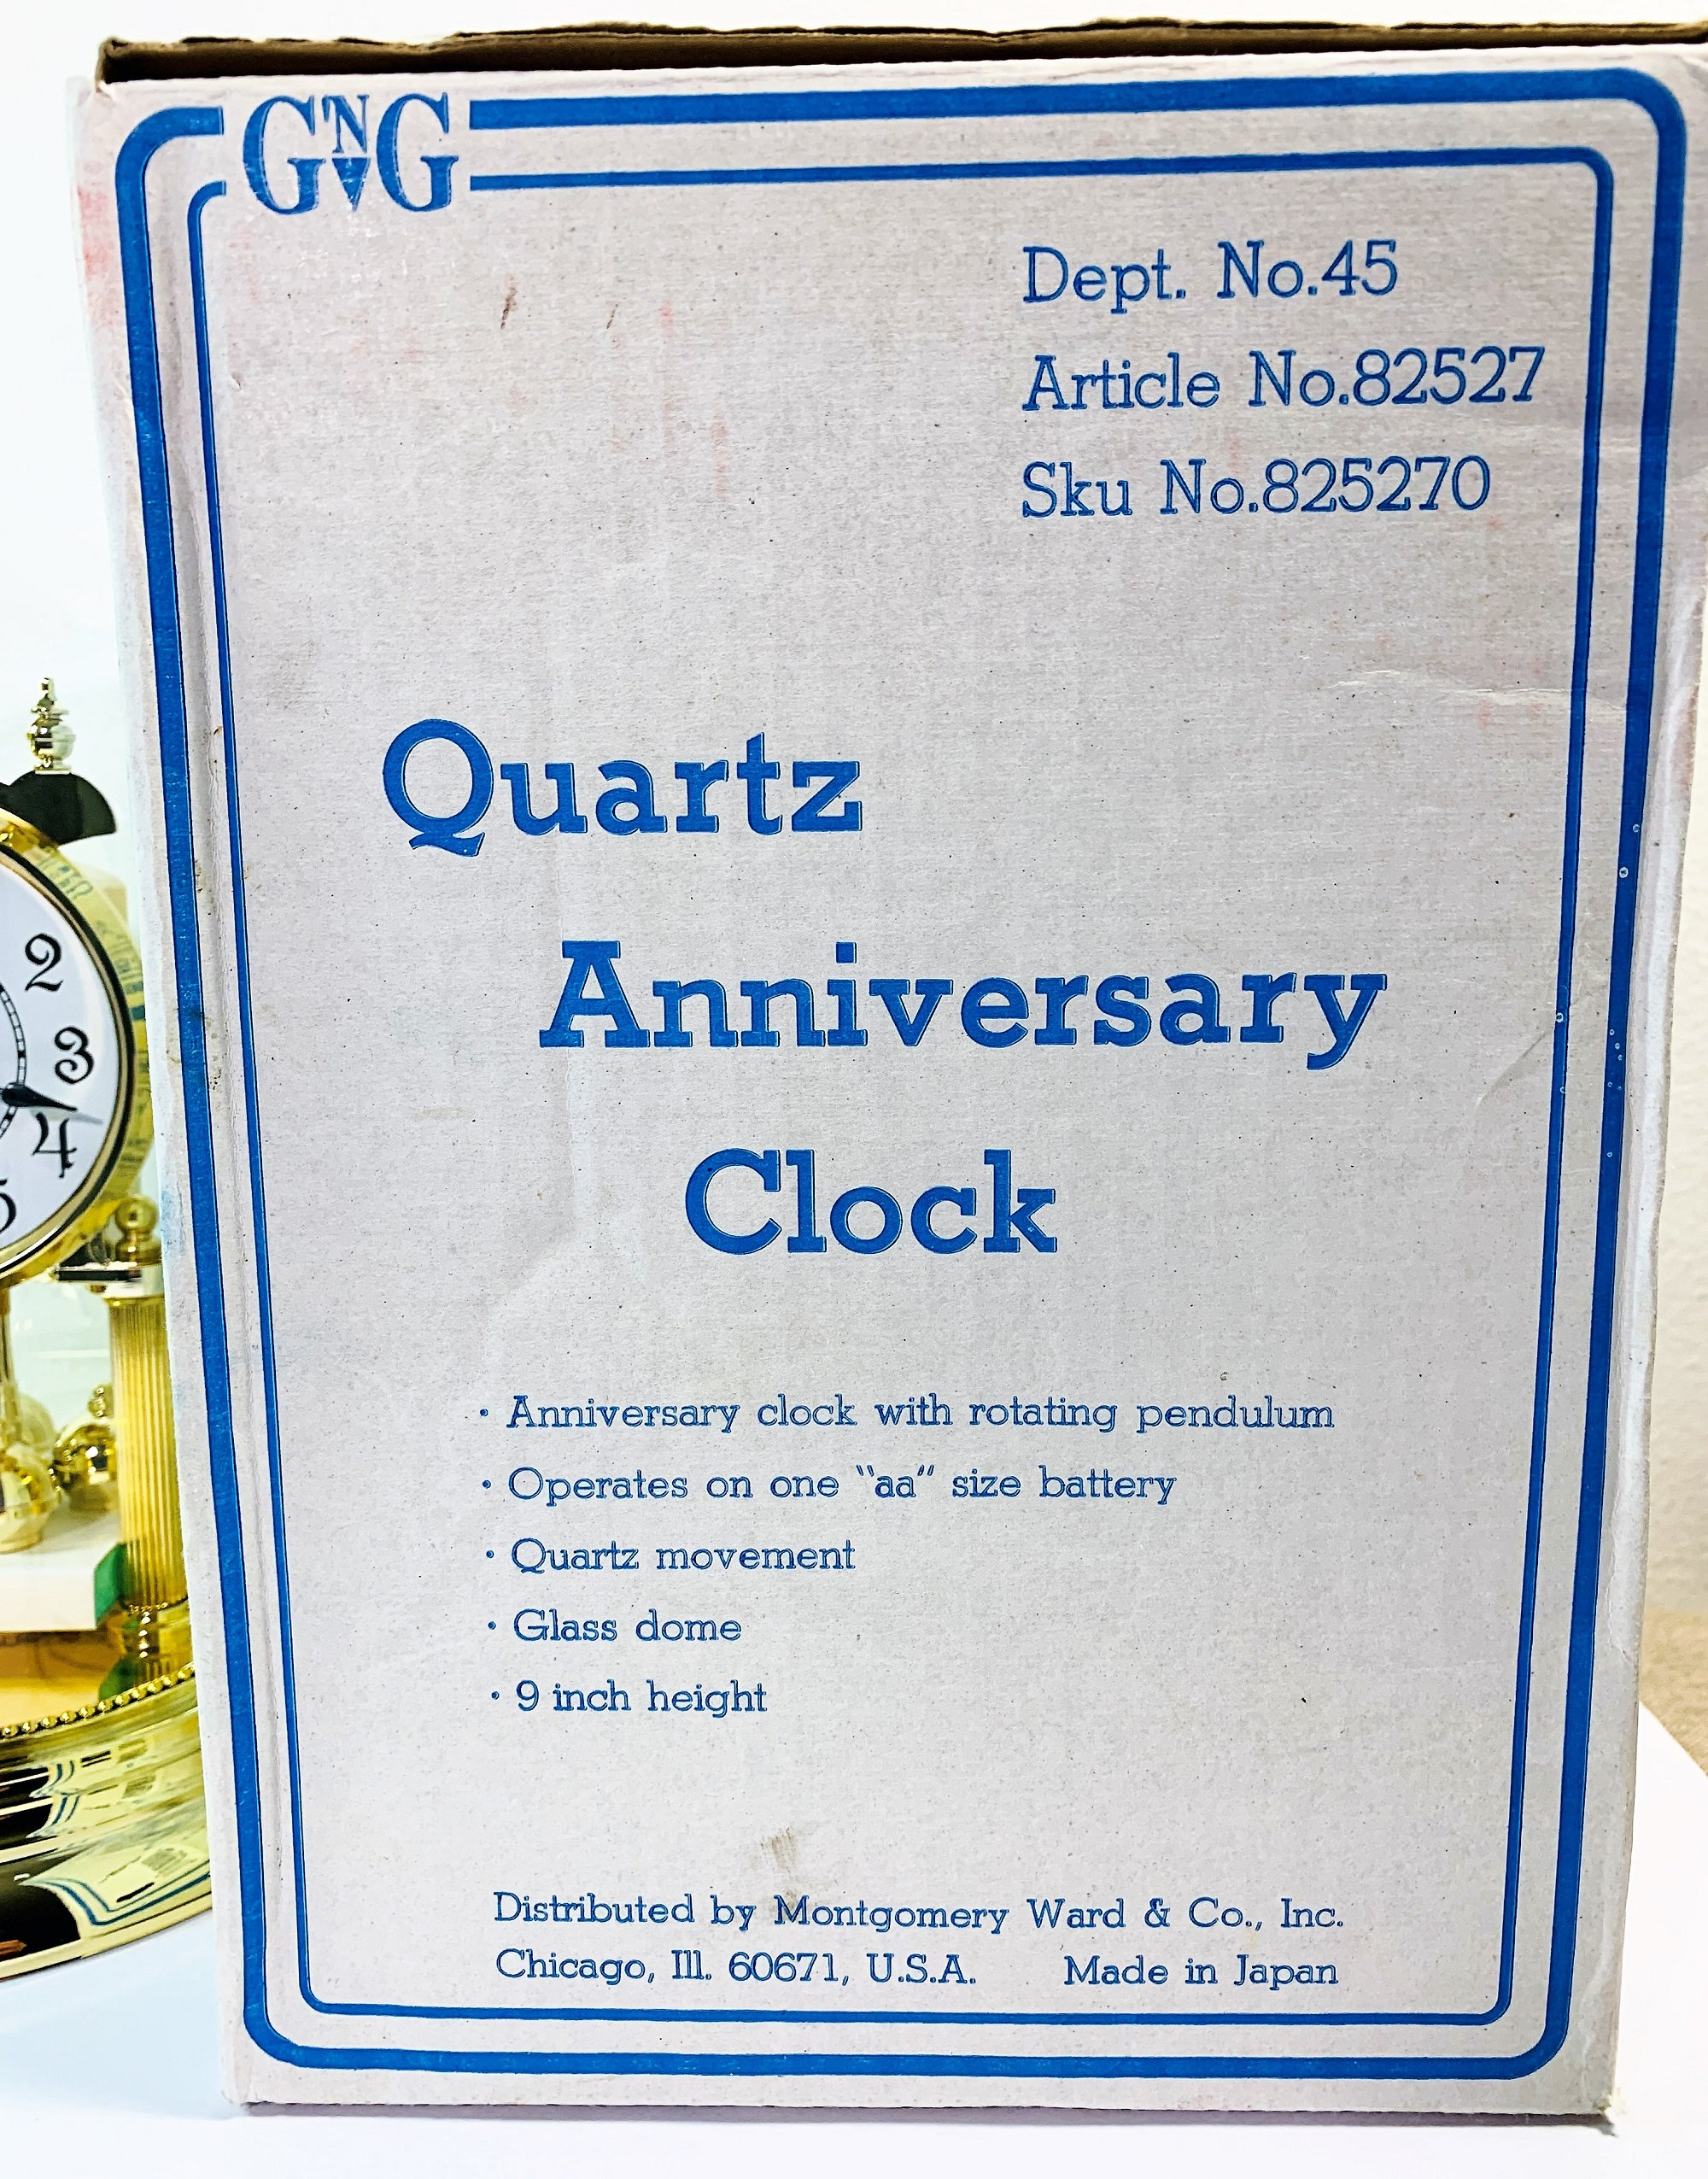 G'NG
Dept. No.45
Article No.82527
Sku No.825270
Quartz
Anniversary
Clock
· Anniversary clock with rotating pendulum
· Operates on one "aa" size battery
· Quartz movement
· Glass dome
· 9 inch height
Distributed by Montgomery Ward & Co., Inc.
Chicago, Ill. 60671, U.S.A. Made in Japan
2
3
4
5